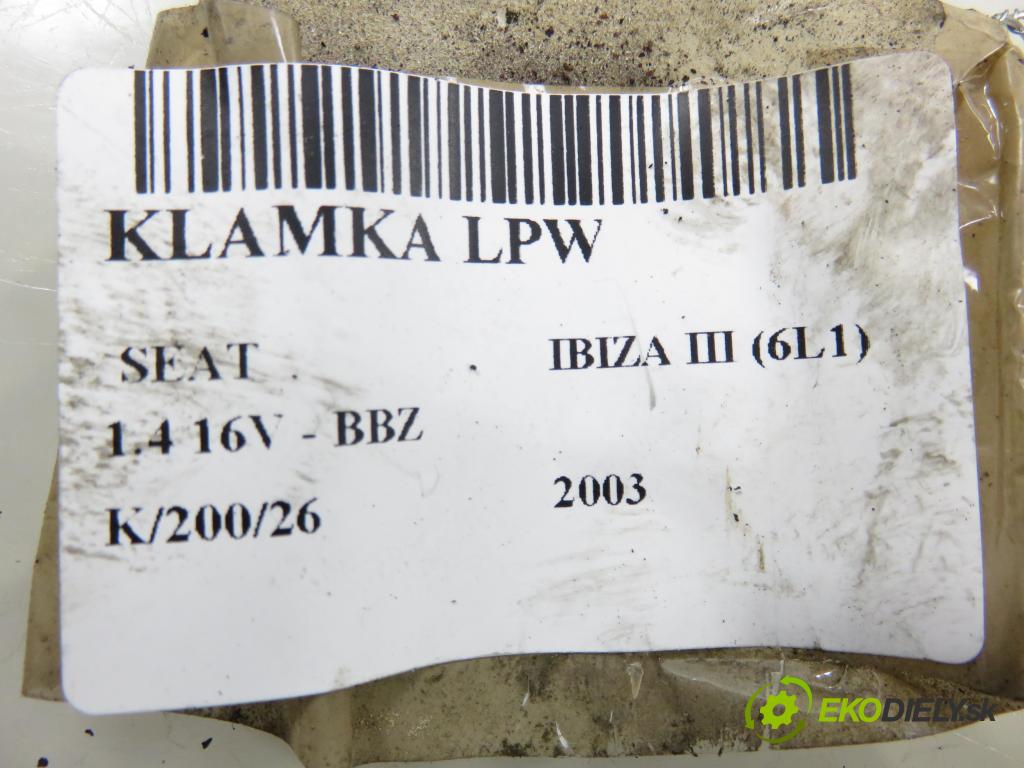 KLAMKA LPW
SEAT IBIZA III (6L1)
1.4 16V - BBZ
K/200/26 2003
EKODIELY.sk